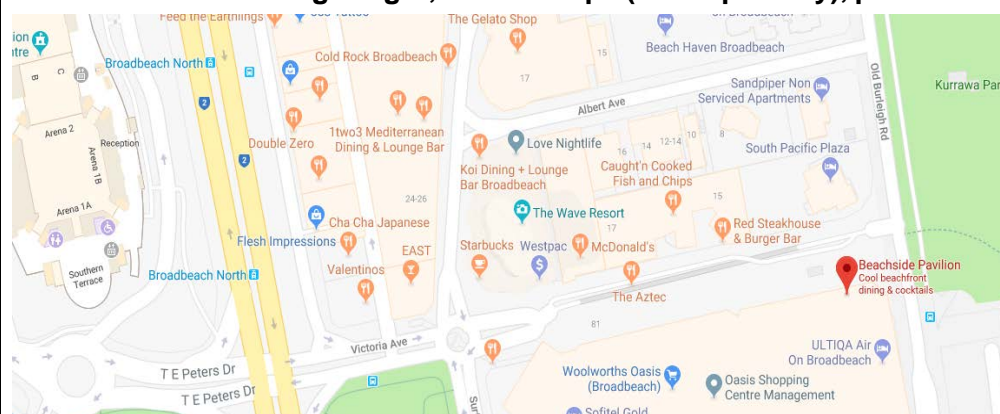 Feed the Earthlings
The Gelato Shop
Beach Haven Broadbeach
Broadbeach North
Cold Rock Broadbeach
15
17
Old Burleigh Rd
Sandpiper Non
Serviced Apartments
Kurrawa Par
B
C
2
Albert Ave
Arena 2
Reception
Double Zero
1two3 Mediterranean
Dining & Lounge Bar
Love Nightlife
16
14
12-14
10
8
South Pacific Plaza
Arena 1B
Koi Dining + Lounge
Bar Broadbeach
Caught'n Cooked
Fish and Chips
2
24-26
15
Arena 1A
Cha Cha Japanese
The Wave Resort
17
Red Steakhouse
& Burger Bar
Flesh Impressions
EAST
Starbucks
Westpac
McDonald's
Southern
Terrace
Broadbeach North
Valentinos
The Aztec
Beachside Pavilion
Cool beachfront
dining & cocktails
81
Victoria Ave
ULTIQA Air
On Broadbeach
T E Peters Dr
T E Peters Dr
Woolworths Oasis
(Broadbeach)
Oasis Shopping
Centre Management
Sofitel Gold